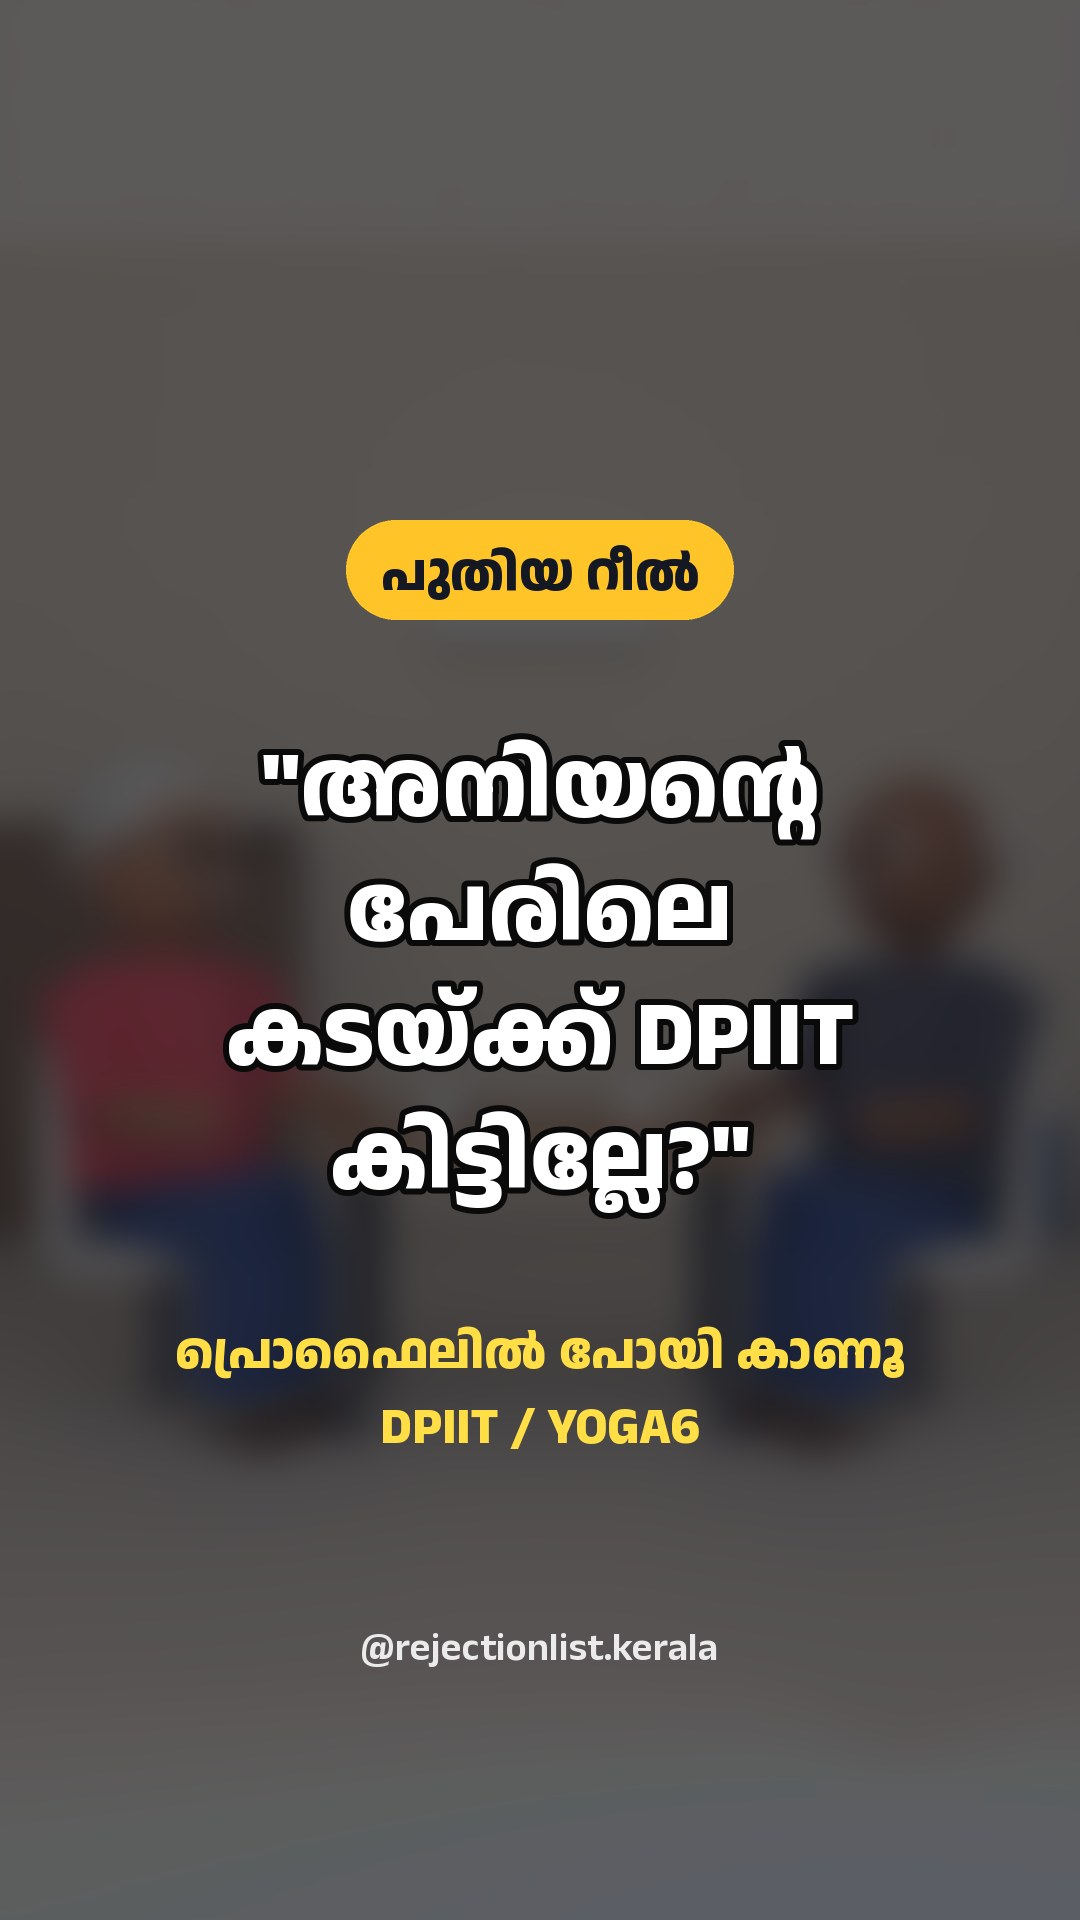 പുതിയ റീൽ
"അനിയന്റെ
പേരിലെ
കടയ്ക്ക് DPIIT
കിട്ടില്ലേ?"
പ്രൊഫൈലിൽ പോയി കാണൂ
DPIIT / YOGA6
@rejectionlist.kerala